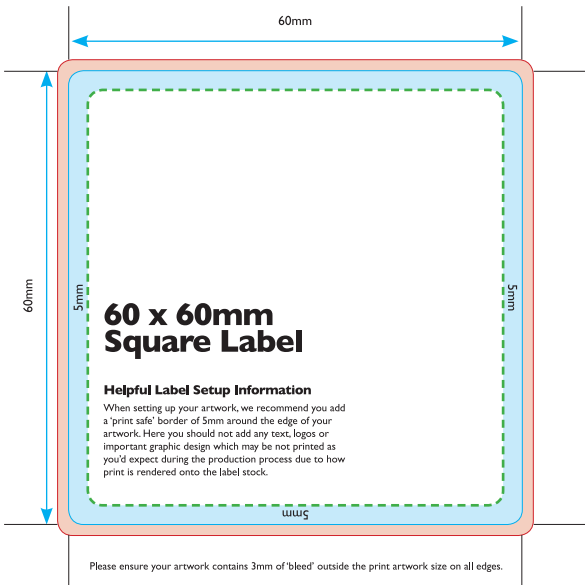 60mm
60mm
5mm
5mm
60 x 60mm
Square Label
Helpful Label Setup Information
When setting up your artwork, we recommend you add
a ‘print safe’ border of 5mm around the edge of your
artwork. Here you should not add any text, logos or
important graphic design which may be not printed as
you’d expect during the production process due to how
print is rendered onto the label stock.
5mm
Please ensure your artwork contains 3mm of ‘bleed’ outside the print artwork size on all edges.